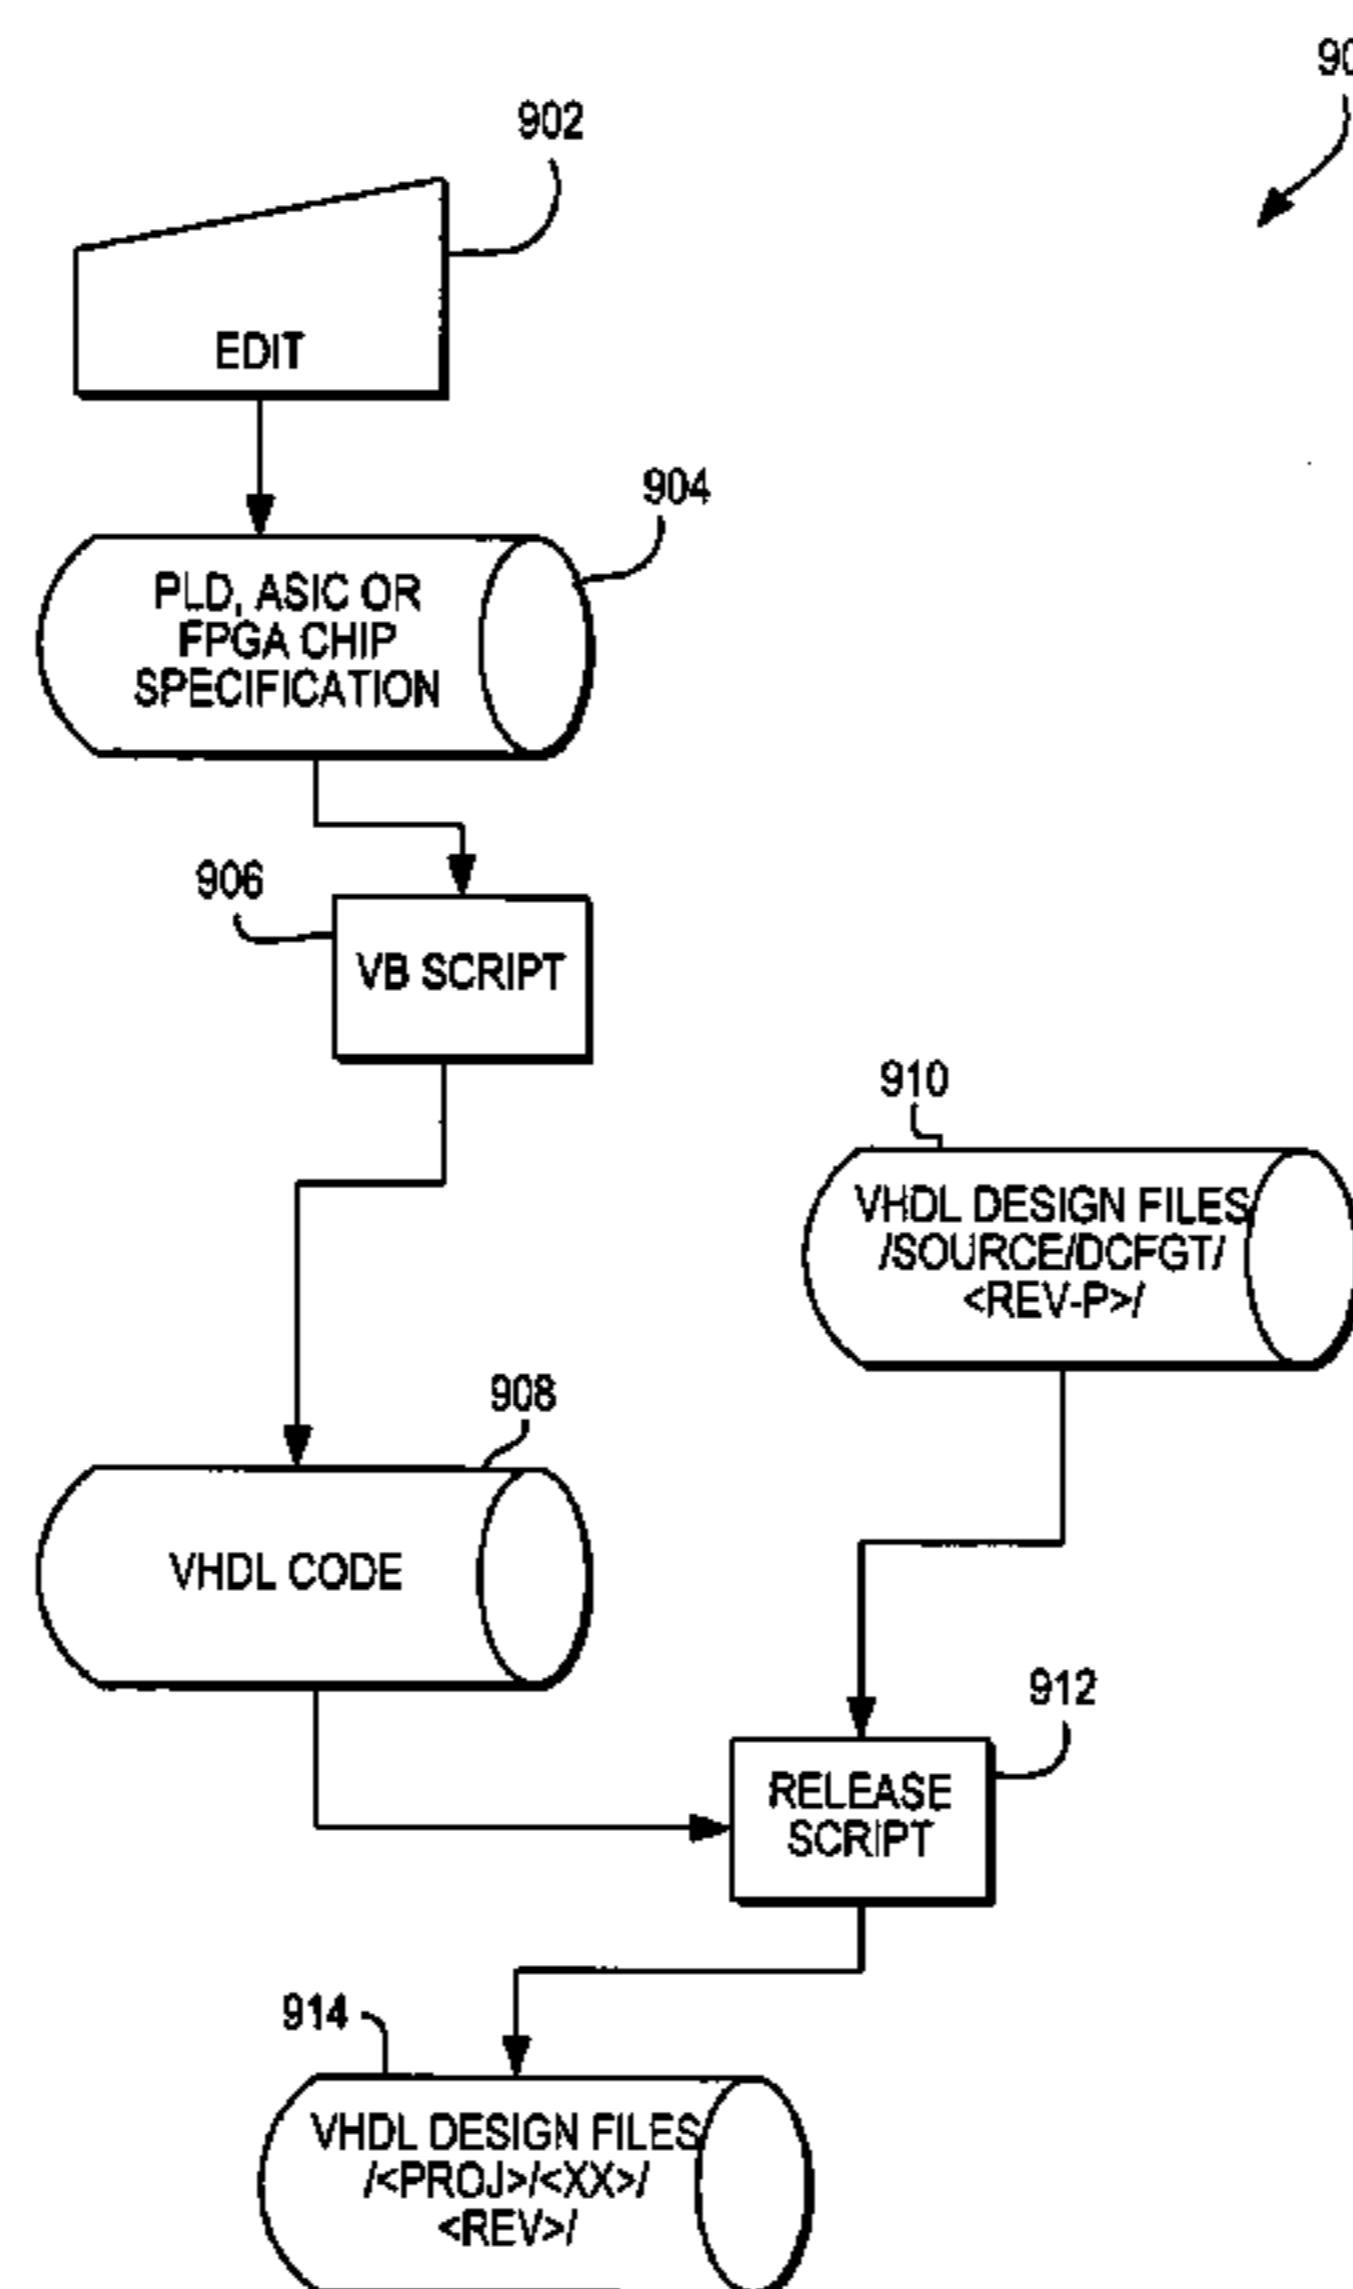 902
EDIT
904
PLD, ASIC OR
FPGA CHIP
SPECIFICATION
906
VB SCRIPT
910
VHDL DESIGN FILES
/SOURCE/DCFGT/
<REV-P>/
908
VHDL CODE
912
RELEASE
SCRIPT
914
VHDL DESIGN FILES
/<PROJ>/<XX>/
<REV>/